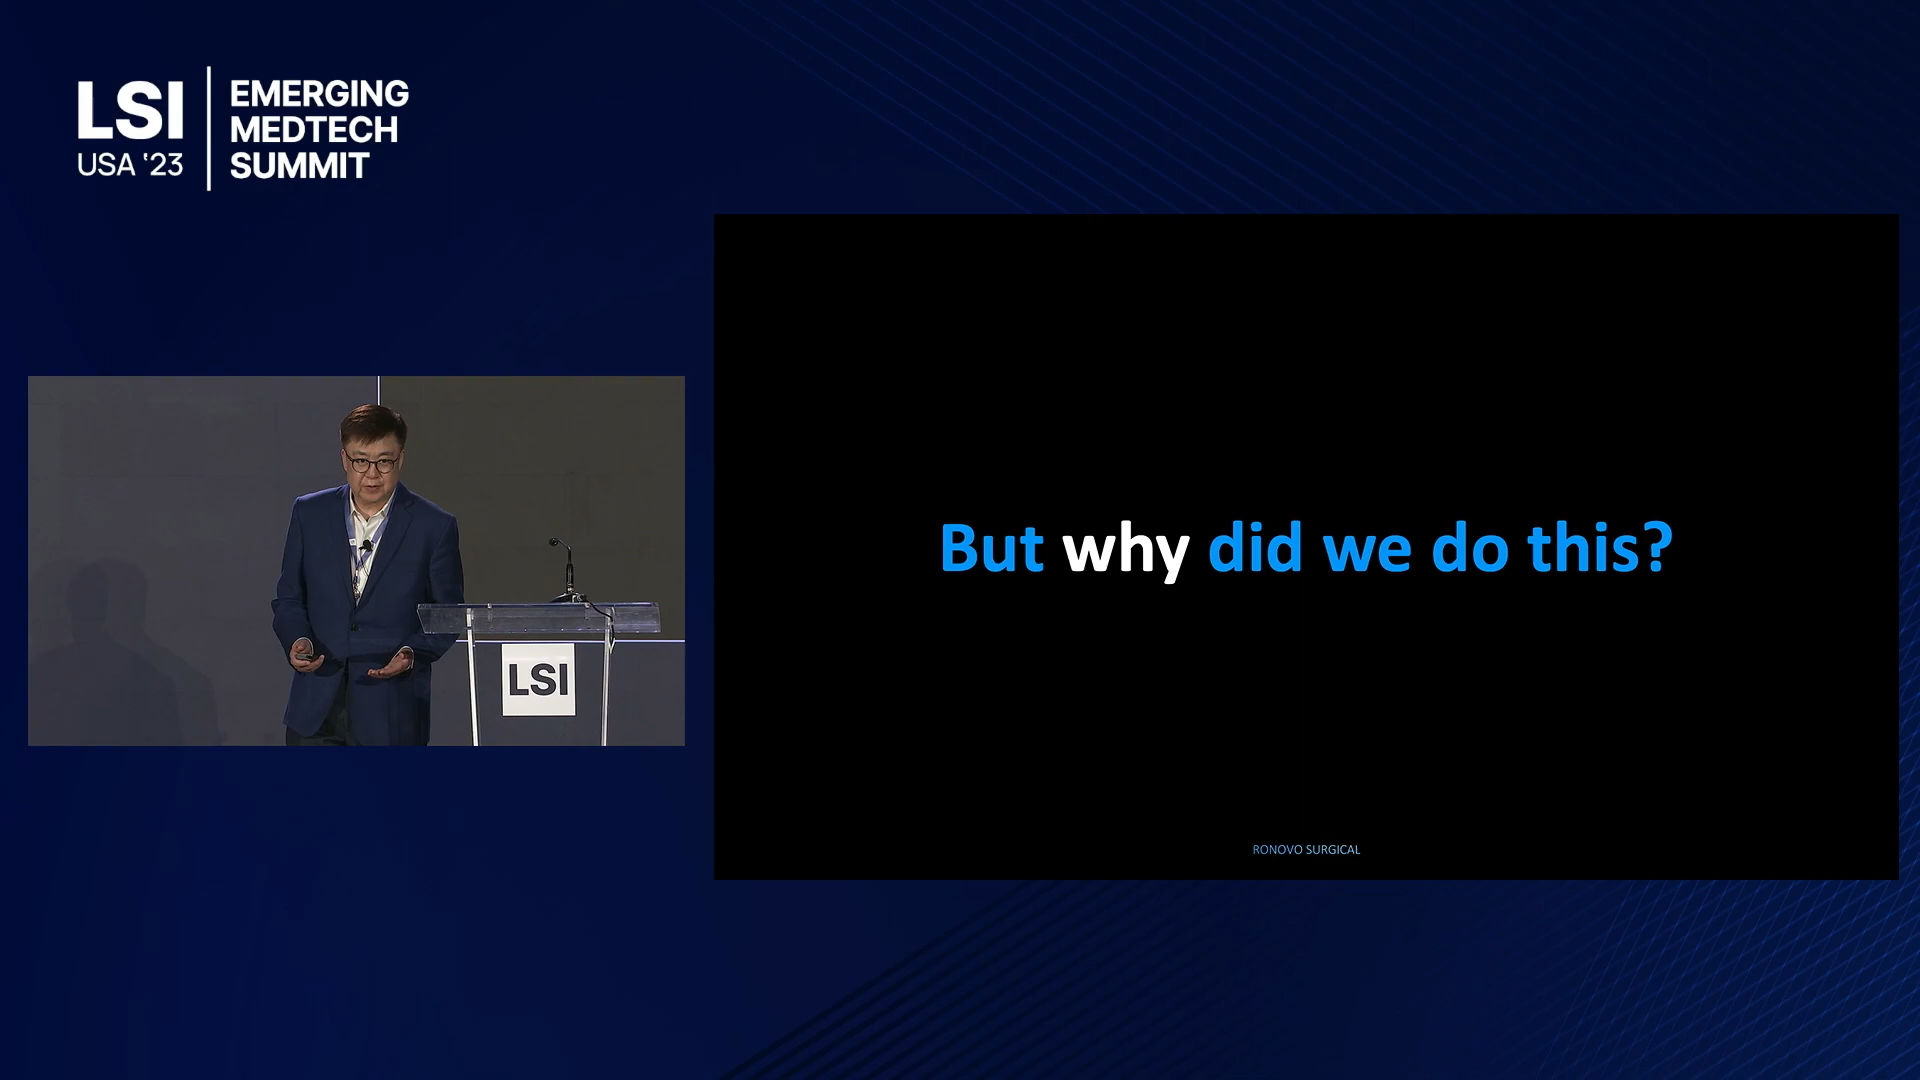 LSI
USA ‘23
EMERGING
MEDTECH
SUMMIT
But why did we do this?
RONOVO SURGICAL
LSI